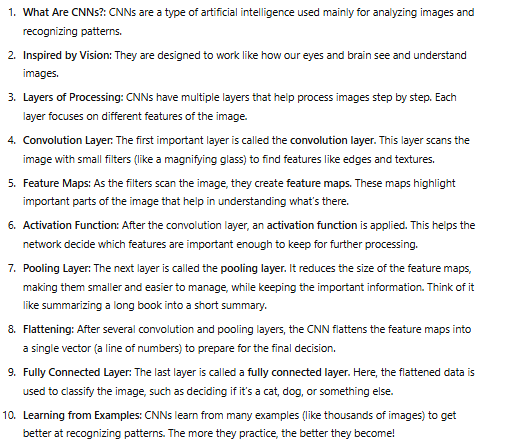 1. What Are CNNs?: CNNs are a type of artificial intelligence used mainly for analyzing images and
recognizing patterns.
2. Inspired by Vision: They are designed to work like how our eyes and brain see and understand
images.
3. Layers of Processing: CNNs have multiple layers that help process images step by step. Each
layer focuses on different features of the image.
4. Convolution Layer: The first important layer is called the convolution layer. This layer scans the
image with small filters (like a magnifying glass) to find features like edges and textures.
5. Feature Maps: As the filters scan the image, they create feature maps. These maps highlight
important parts of the image that help in understanding what's there.
6. Activation Function: After the convolution layer, an activation function is applied. This helps the
network decide which features are important enough to keep for further processing.
7. Pooling Layer: The next layer is called the pooling layer. It reduces the size of the feature maps,
making them smaller and easier to manage, while keeping the important information. Think of it
like summarizing a long book into a short summary.
8. Flattening: After several convolution and pooling layers, the CNN flattens the feature maps into
a single vector (a line of numbers) to prepare for the final decision.
9. Fully Connected Layer: The last layer is called a fully connected layer. Here, the flattened data is
used to classify the image, such as deciding if it's a cat, dog, or something else.
10. Learning from Examples: CNNs learn from many examples (like thousands of images) to get
better at recognizing patterns. The more they practice, the better they become!